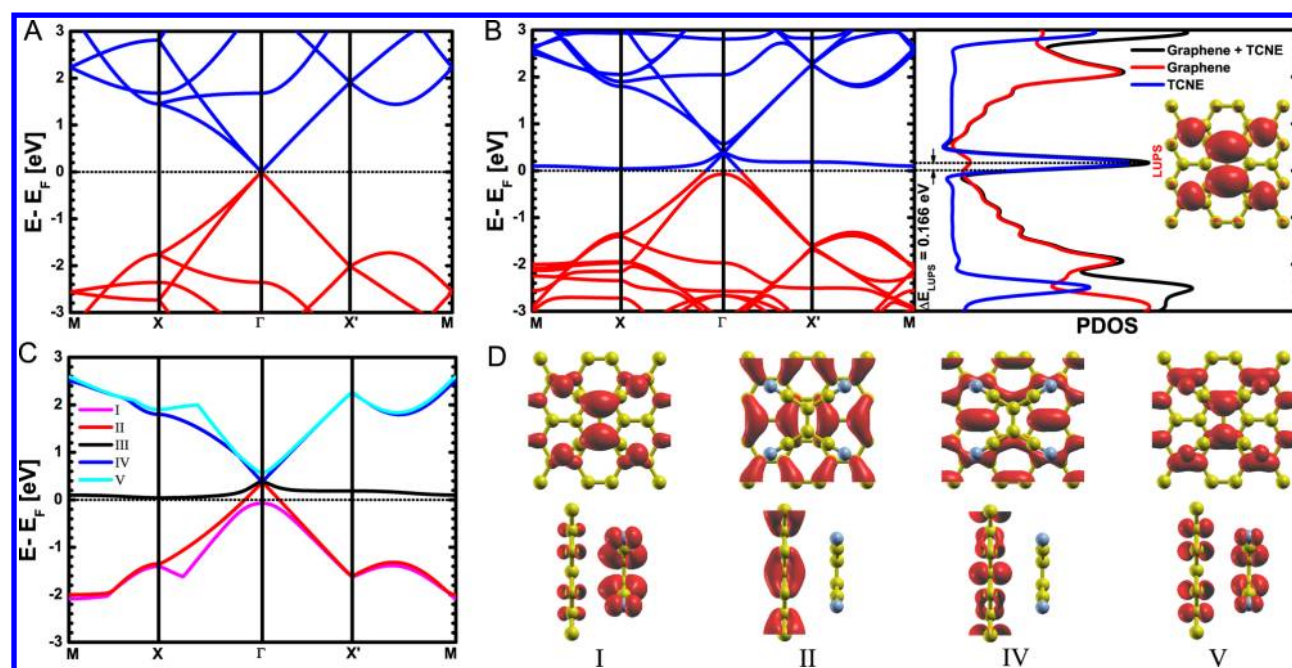 A
E- E_F [eV]
3
2
1
0
-1
-2
-3
M X Γ X' M
B
E- E_F [eV]
3
2
1
0
-1
-2
-3
M X Γ X' M
Graphene + TCNE
Graphene
TCNE
LUPS
ΔE_LUPS = 0.166 eV
PDOS
C
E- E_F [eV]
3
2
1
0
-1
-2
-3
I
II
III
IV
V
M X Γ X' M
D
I II IV V